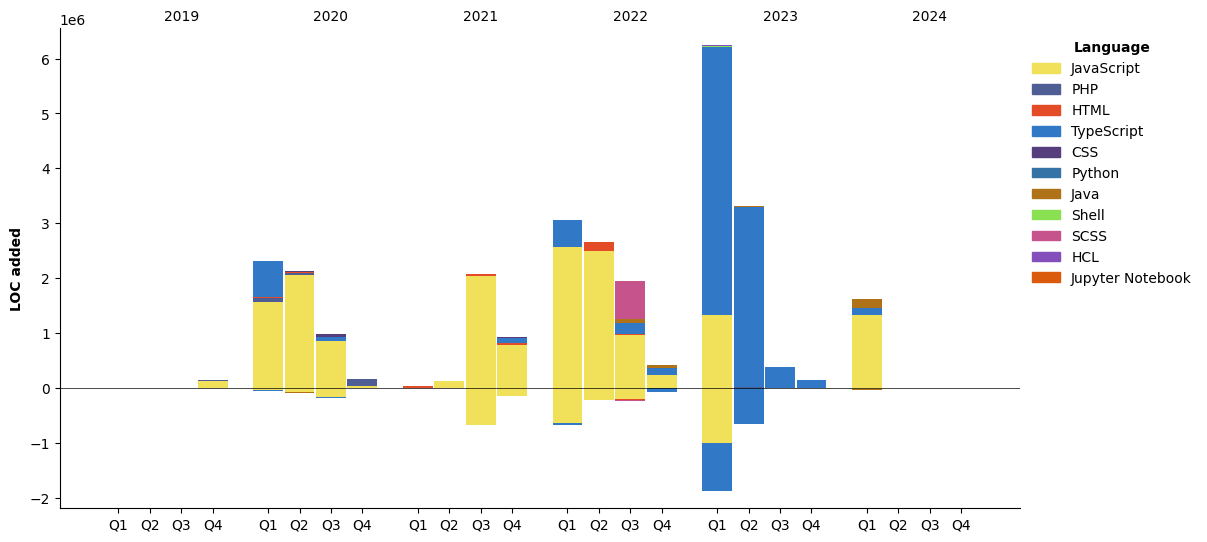 1e6
2019 2020 2021 2022 2023 2024
LOC added
6
5
4
3
2
1
0
−1
−2
Q1 Q2 Q3 Q4 Q1 Q2 Q3 Q4 Q1 Q2 Q3 Q4 Q1 Q2 Q3 Q4 Q1 Q2 Q3 Q4 Q1 Q2 Q3 Q4
Language
JavaScript
PHP
HTML
TypeScript
CSS
Python
Java
Shell
SCSS
HCL
Jupyter Notebook